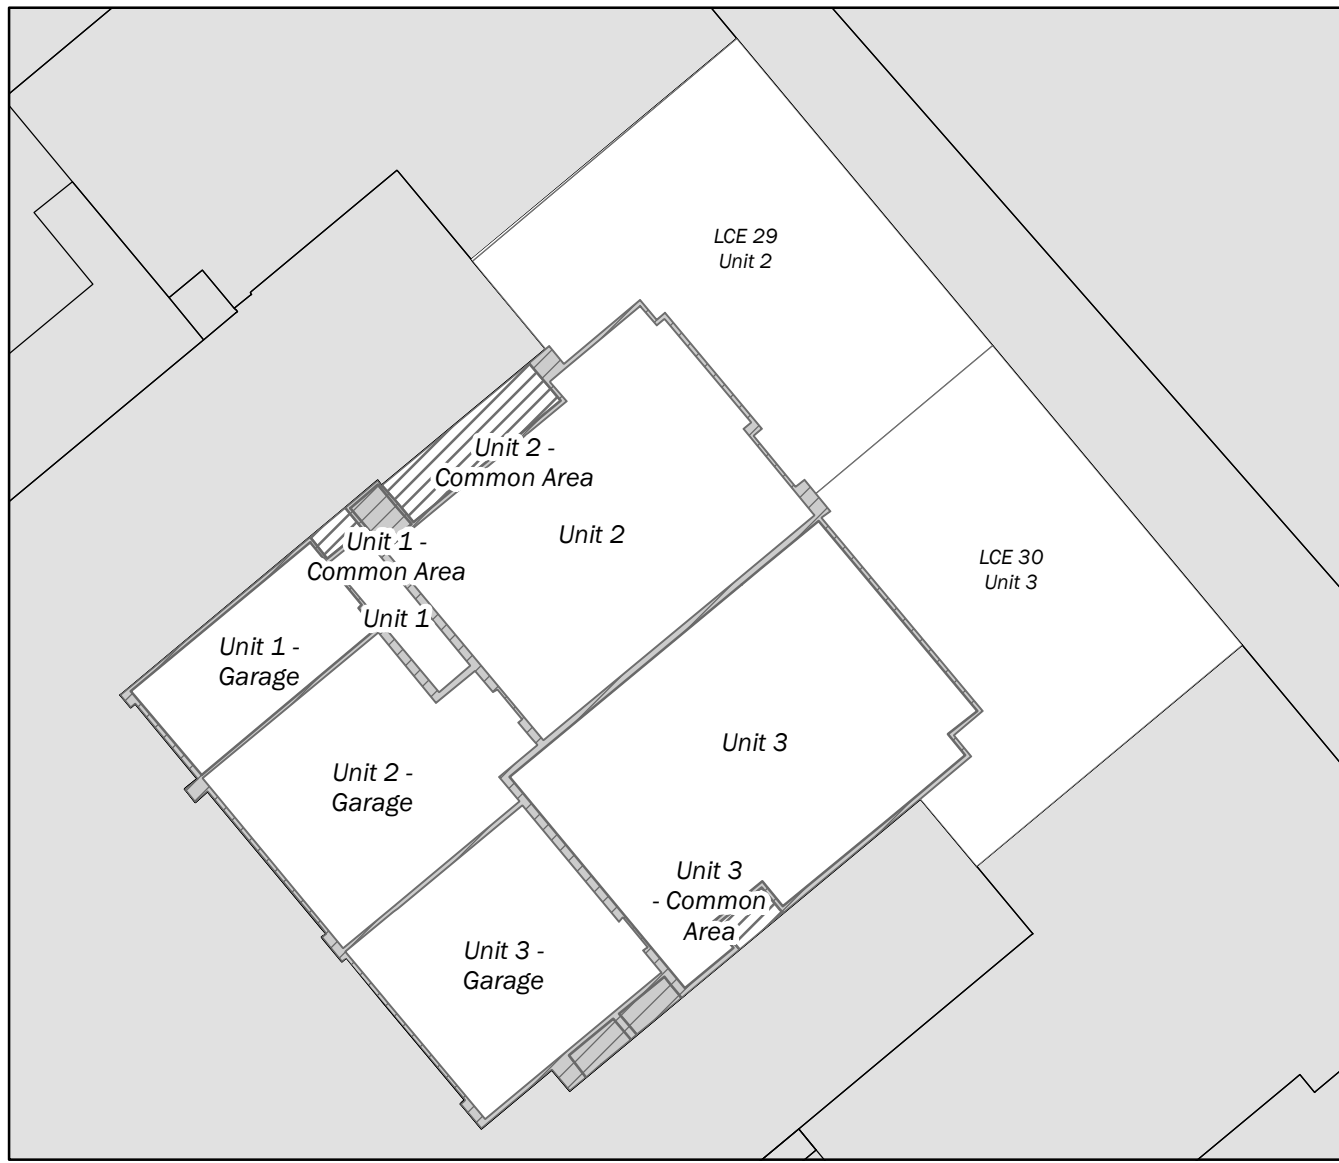 LCE 29
Unit 2
Unit 2 -
Common Area
Unit 2
Unit 1 -
Common Area
LCE 30
Unit 3
Unit 1
Unit 1 -
Garage
Unit 3
Unit 2 -
Garage
Unit 3
- Common
Area
Unit 3 -
Garage